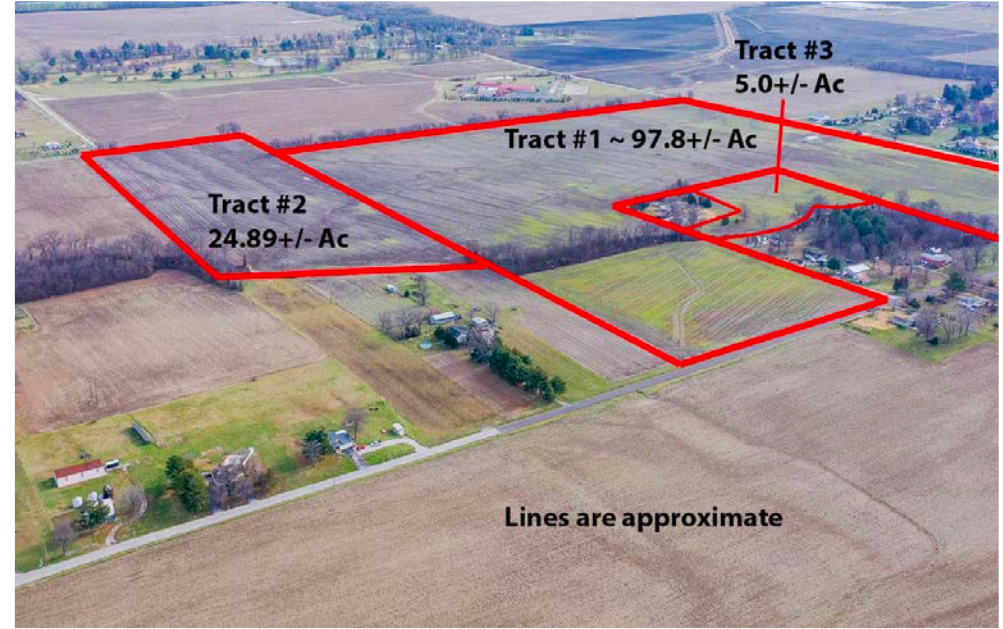 Tract #3
5.0+/- Ac
Tract #1 ~ 97.8+/- Ac
Tract #2
24.89+/- Ac
Lines are approximate